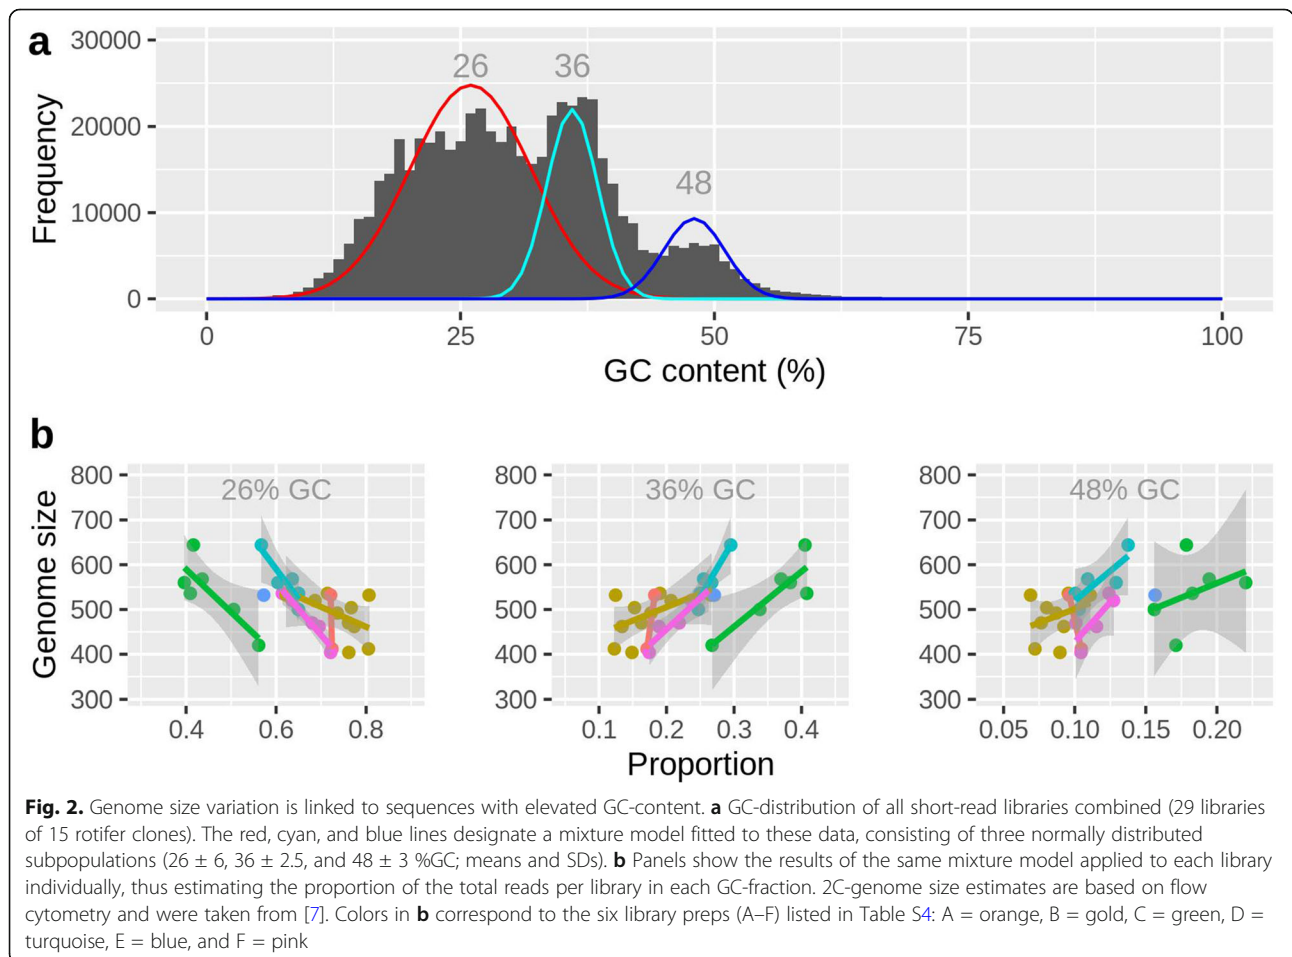 a
30000
20000
10000
0
Frequency
26
36
48
0 25 50 75 100
GC content (%)
b
Genome size
800
700
600
500
400
300
26% GC
0.4 0.6 0.8
800
700
600
500
400
300
36% GC
0.1 0.2 0.3 0.4
800
700
600
500
400
300
48% GC
0.05 0.10 0.15 0.20
Proportion
Fig. 2. Genome size variation is linked to sequences with elevated GC-content. a GC-distribution of all short-read libraries combined (29 libraries
of 15 rotifer clones). The red, cyan, and blue lines designate a mixture model fitted to these data, consisting of three normally distributed
subpopulations (26 ± 6, 36 ± 2.5, and 48 ± 3 %GC; means and SDs). b Panels show the results of the same mixture model applied to each library
individually, thus estimating the proportion of the total reads per library in each GC-fraction. 2C-genome size estimates are based on flow
cytometry and were taken from [7]. Colors in b correspond to the six library preps (A–F) listed in Table S4: A = orange, B = gold, C = green, D =
turquoise, E = blue, and F = pink